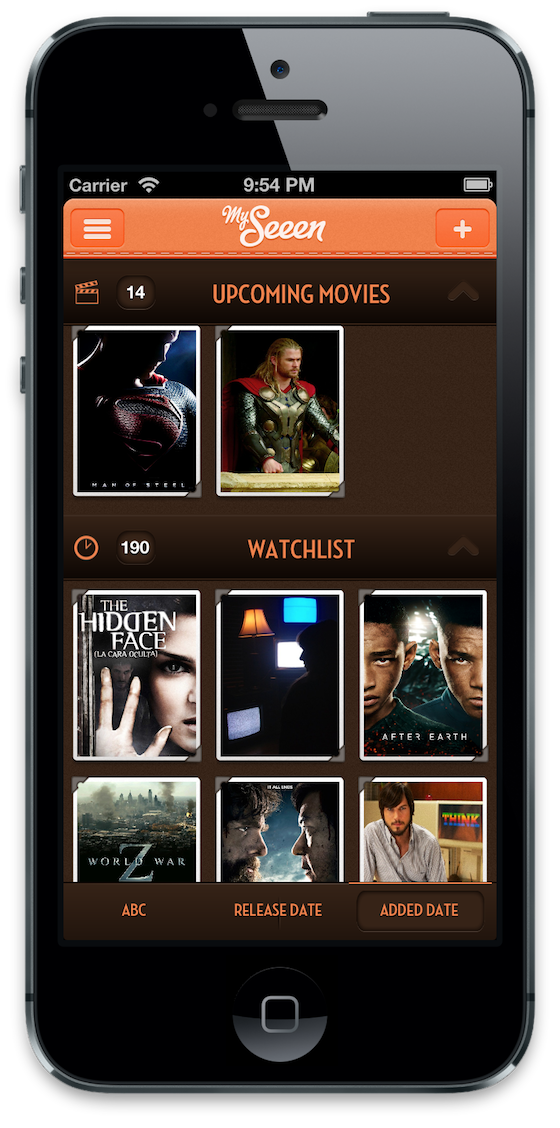 Carrier 9:54 PM
My Seeen
14 UPCOMING MOVIES
MAN OF STEEL
190 WATCHLIST
THE
HIDDEN
FACE
(LA CARA OCULTA)
AFTER EARTH
IT ALL ENDS
WORLD WAR
Z
THINK
ABC RELEASE DATE ADDED DATE